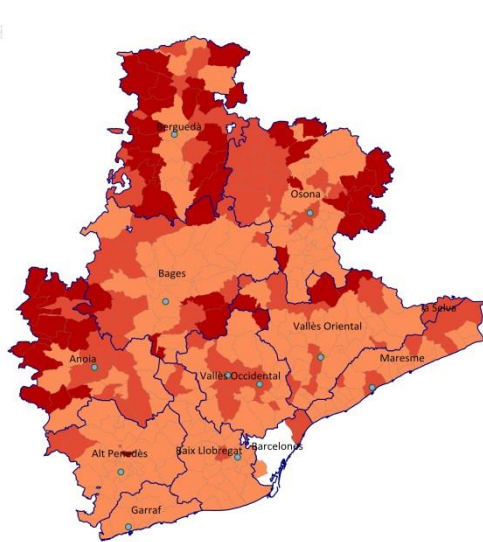 Berguedà
Osona
Bages
la Selva
Vallès Oriental
Maresme
Anoia
Vallès Occidental
Barcelonès
Alt Penedès
Baix Llobregat
Garraf